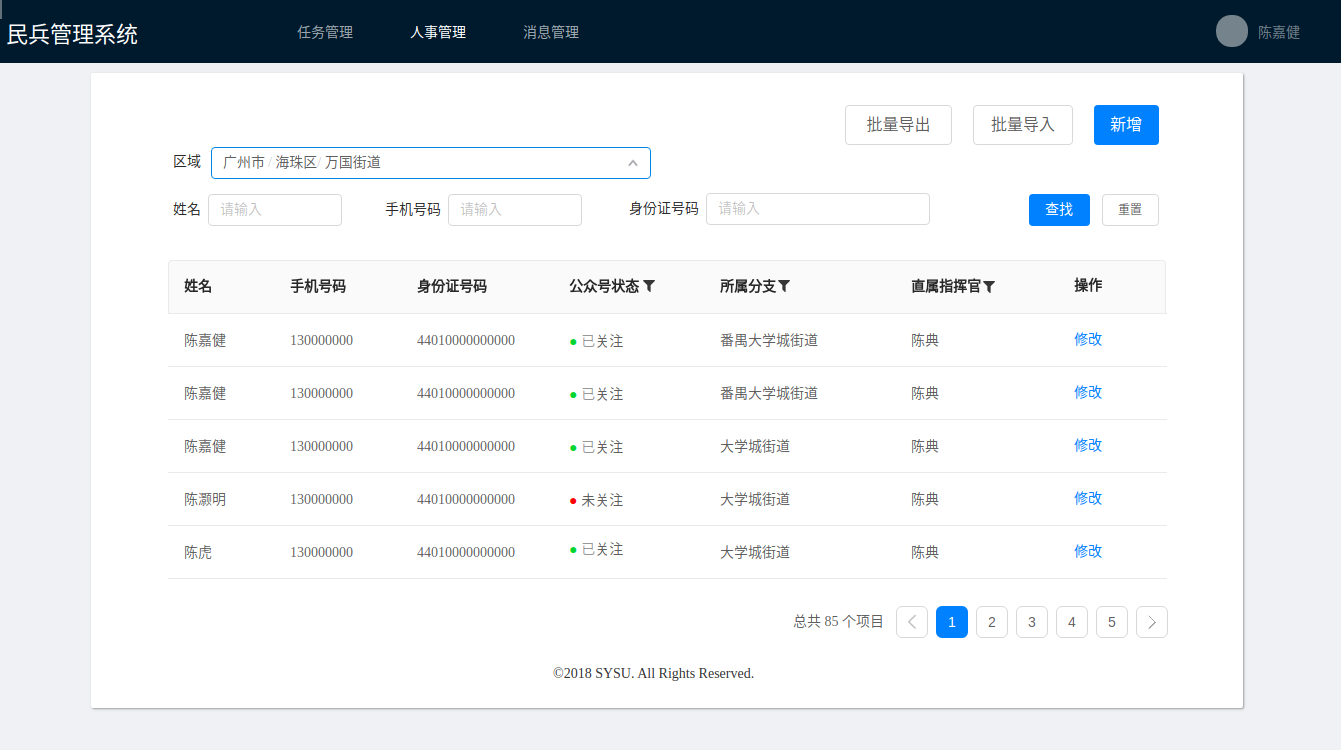 民兵管理系统 任务管理 人事管理 消息管理 陈嘉健
批量导出 批量导入 新增
区域 广州市 / 海珠区/ 万国街道
姓名 请输入 手机号码 请输入 身份证号码 请输入 查找 重置
姓名 手机号码 身份证号码 公众号状态 所属分支 直属指挥官 操作
陈嘉健 130000000 44010000000000 已关注 番禺大学城街道 陈典 修改
陈嘉健 130000000 44010000000000 已关注 番禺大学城街道 陈典 修改
陈嘉健 130000000 44010000000000 已关注 大学城街道 陈典 修改
陈灏明 130000000 44010000000000 未关注 大学城街道 陈典 修改
陈虎 130000000 44010000000000 已关注 大学城街道 陈典 修改
总共 85 个项目 1 2 3 4 5
©2018 SYSU. All Rights Reserved.